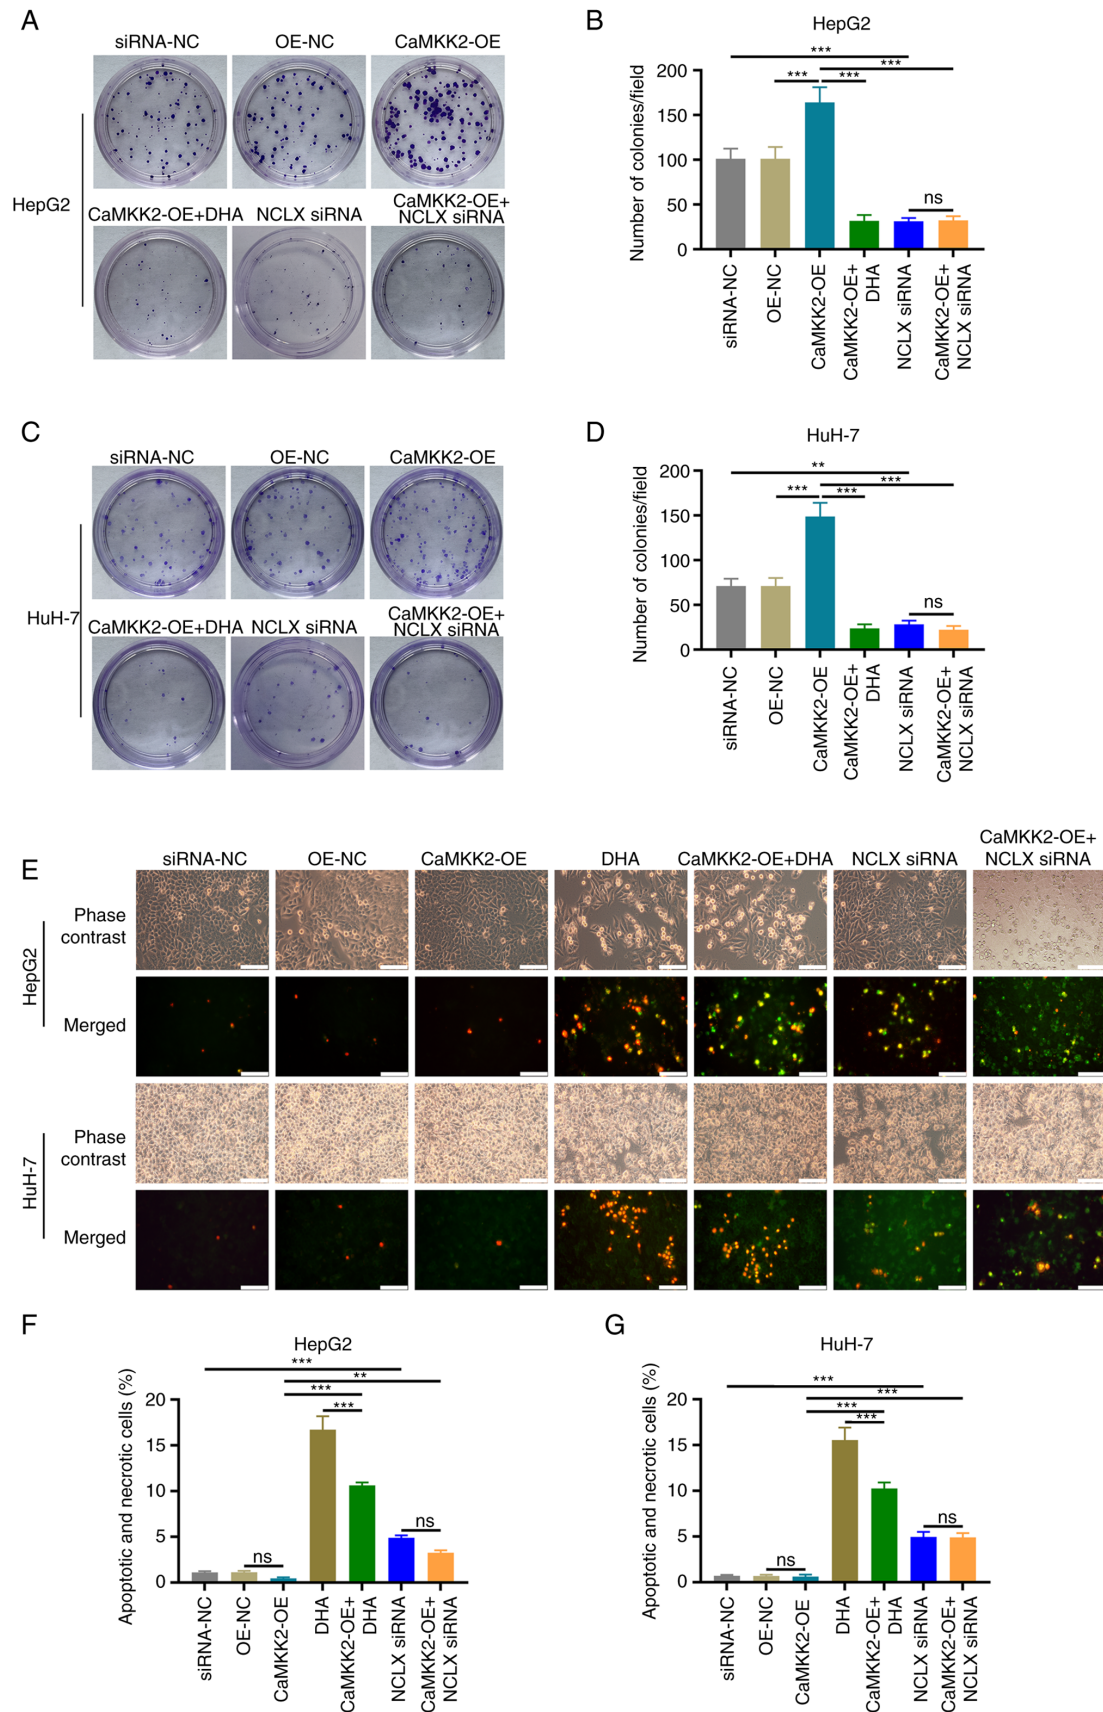 A
siRNA-NC
OE-NC
CaMKK2-OE
HepG2
CaMKK2-OE+DHA
NCLX siRNA
CaMKK2-OE+
NCLX siRNA
B
HepG2
Number of colonies/field
200
150
100
50
0
***
***
***
***
ns
siRNA-NC
OE-NC
CaMKK2-OE
CaMKK2-OE+
DHA
NCLX siRNA
CaMKK2-OE+
NCLX siRNA
C
siRNA-NC
OE-NC
CaMKK2-OE
HuH-7
CaMKK2-OE+DHA
NCLX siRNA
CaMKK2-OE+
NCLX siRNA
D
HuH-7
Number of colonies/field
200
150
100
50
0
**
***
***
***
ns
siRNA-NC
OE-NC
CaMKK2-OE
CaMKK2-OE+
DHA
NCLX siRNA
CaMKK2-OE+
NCLX siRNA
E
siRNA-NC
OE-NC
CaMKK2-OE
DHA
CaMKK2-OE+DHA
NCLX siRNA
CaMKK2-OE+
NCLX siRNA
HepG2
Phase
contrast
Merged
HuH-7
Phase
contrast
Merged
F
HepG2
Apoptotic and necrotic cells (%)
20
15
10
5
0
***
**
***
***
ns
ns
siRNA-NC
OE-NC
CaMKK2-OE
DHA
CaMKK2-OE+
DHA
NCLX siRNA
CaMKK2-OE+
NCLX siRNA
G
HuH-7
Apoptotic and necrotic cells (%)
20
15
10
5
0
***
***
***
***
ns
ns
siRNA-NC
OE-NC
CaMKK2-OE
DHA
CaMKK2-OE+
DHA
NCLX siRNA
CaMKK2-OE+
NCLX siRNA